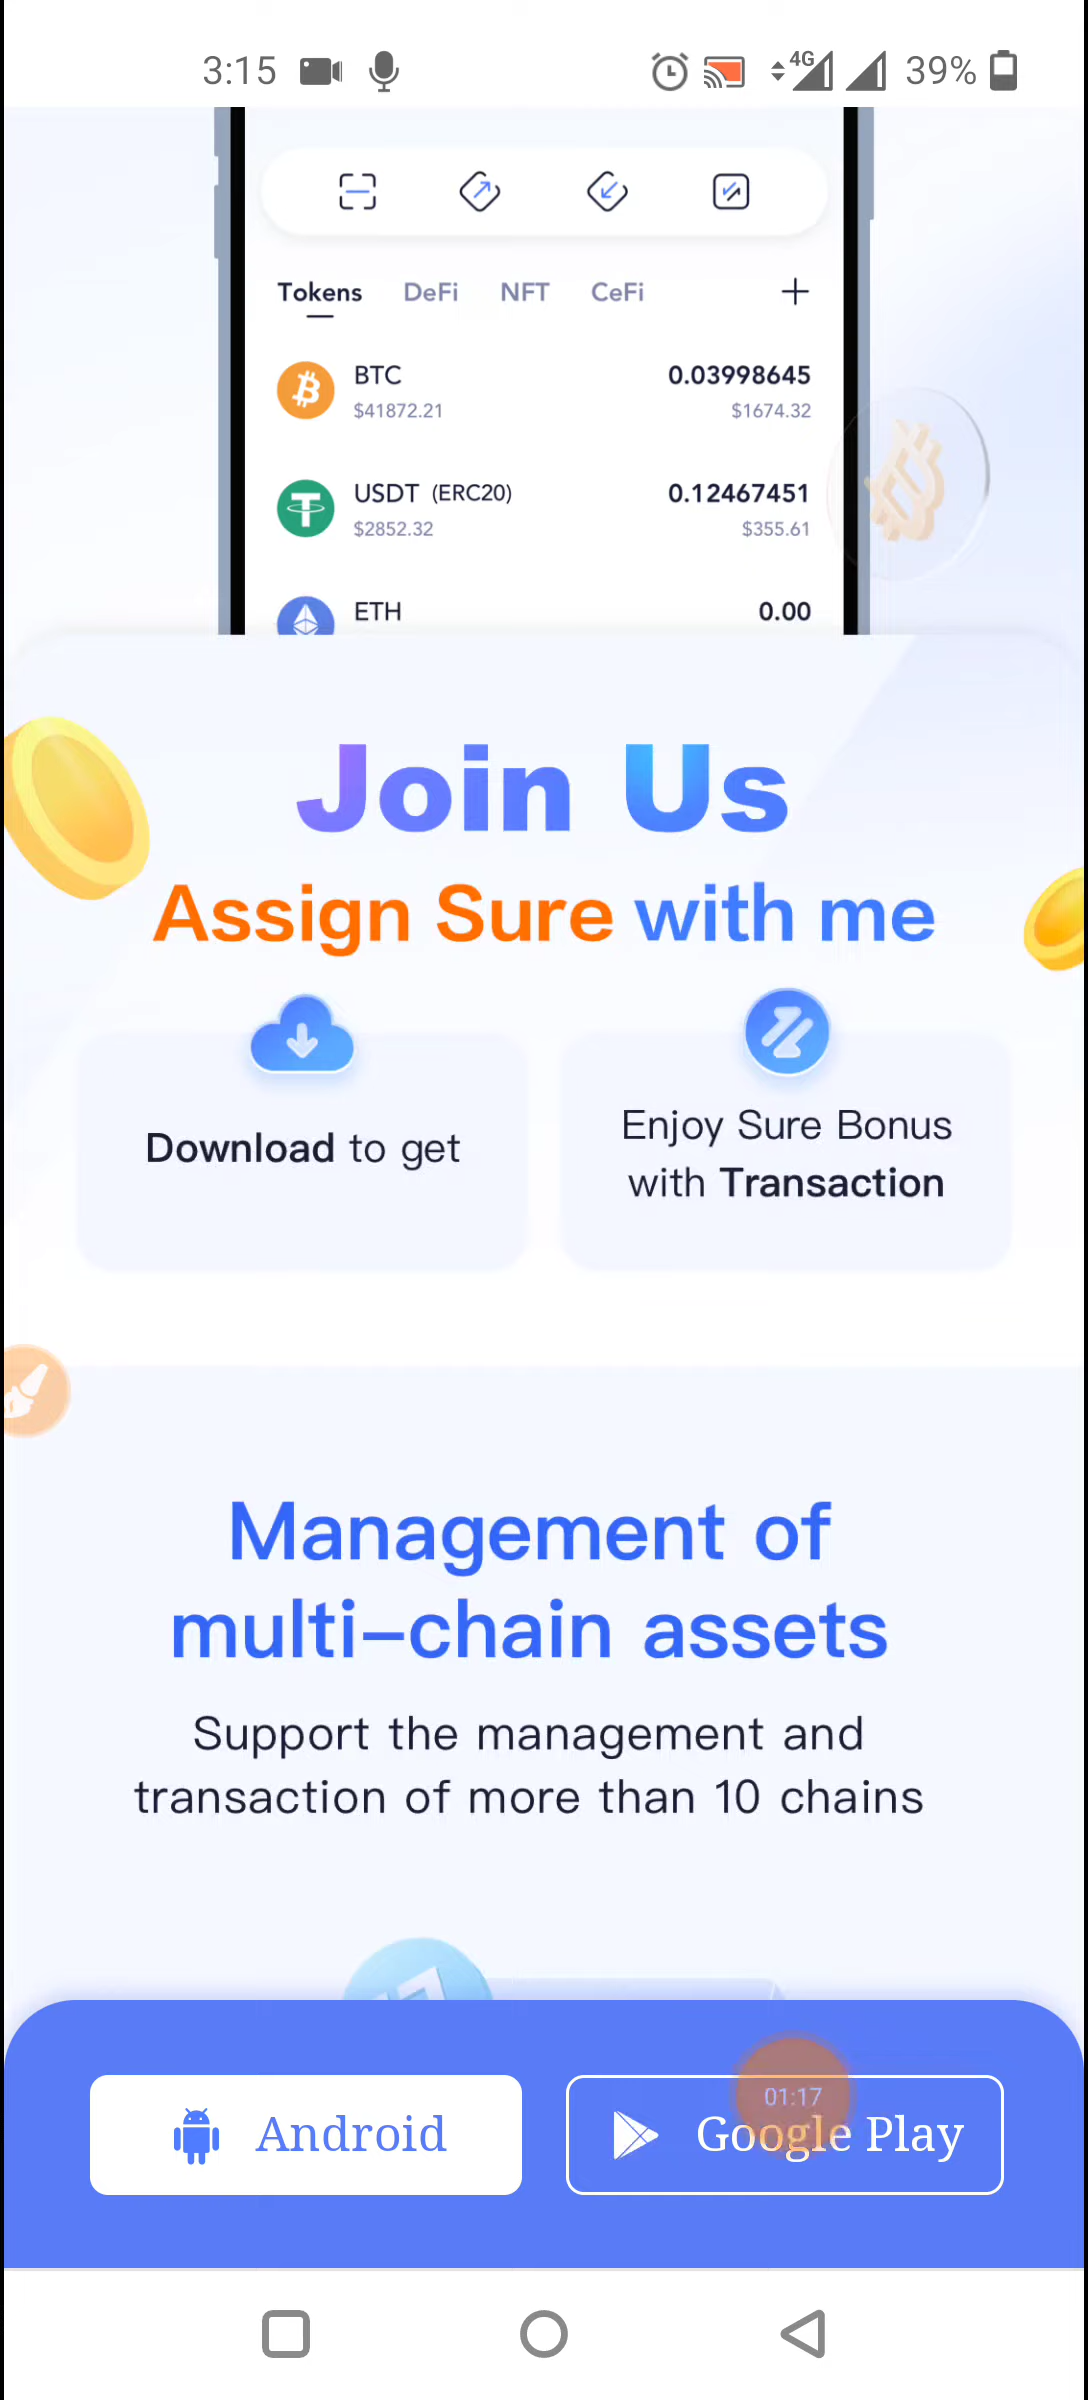 3:15
4G
39%
Tokens DeFi NFT CeFi
BTC 0.03998645
$41872.21 $1674.32
USDT (ERC20) 0.12467451
$2852.32 $355.61
ETH 0.00
Join Us
Assign Sure with me
Download to get
Enjoy Sure Bonus
with Transaction
Management of
multi-chain assets
Support the management and
transaction of more than 10 chains
01:17
Android
Google Play